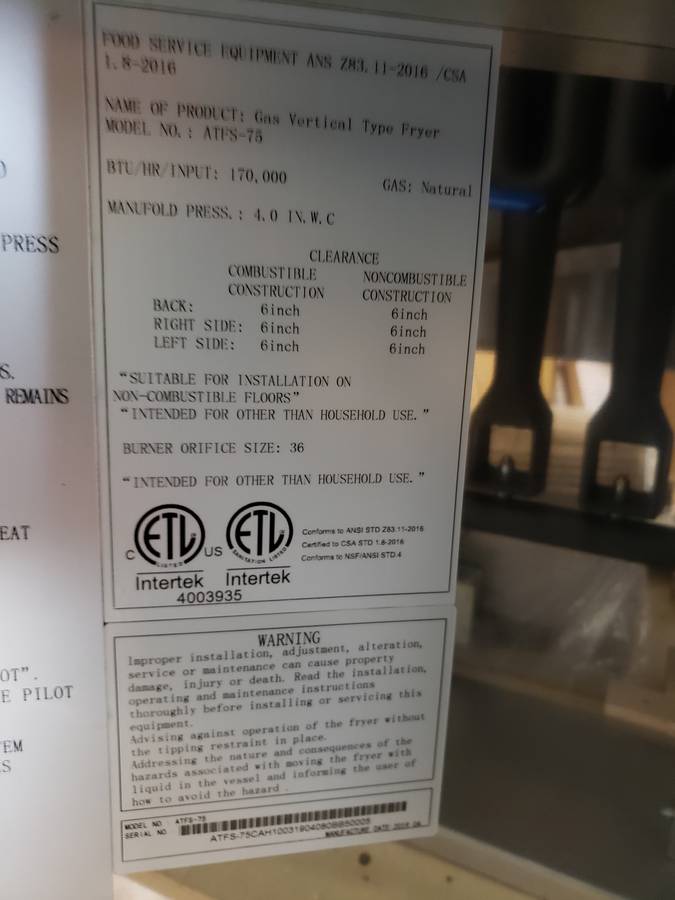 PRESS
S.
REMAINS
EAT
OT".
E PILOT
EM
S
FOOD SERVICE EQUIPMENT ANS Z83.11-2016 /CSA
1.8-2016
NAME OF PRODUCT: Gas Vertical Type Fryer
MODEL NO.: ATFS-75
BTU/HR/INPUT: 170,000
GAS: Natural
MANUFOLD PRESS.: 4.0 IN.W.C
CLEARANCE
COMBUSTIBLE NONCOMBUSTIBLE
CONSTRUCTION CONSTRUCTION
BACK: 6inch 6inch
RIGHT SIDE: 6inch 6inch
LEFT SIDE: 6inch 6inch
"SUITABLE FOR INSTALLATION ON
NON-COMBUSTIBLE FLOORS"
"INTENDED FOR OTHER THAN HOUSEHOLD USE."
BURNER ORIFICE SIZE: 36
"INTENDED FOR OTHER THAN HOUSEHOLD USE."
C ETL LISTED US ETL SANITATION LISTED
Intertek Intertek
4003935
Conforms to ANSI STD Z83.11-2016
Certified to CSA STD 1.8-2016
Conforms to NSF/ANSI STD.4
WARNING
Improper installation, adjustment, alteration,
service or maintenance can cause property
damage, injury or death. Read the installation,
operating and maintenance instructions
thoroughly before installing or servicing this
equipment.
Advising against operation of the fryer without
the tipping restraint in place.
Addressing the nature and consequences of the
hazards associated with moving the fryer with
liquid in the vessel and informing the user of
how to avoid the hazard .
MODEL NO. ATFS-75
SERIAL NO.
ATFS-75CAH10031904080BB50005
MANUFACTURE DATE